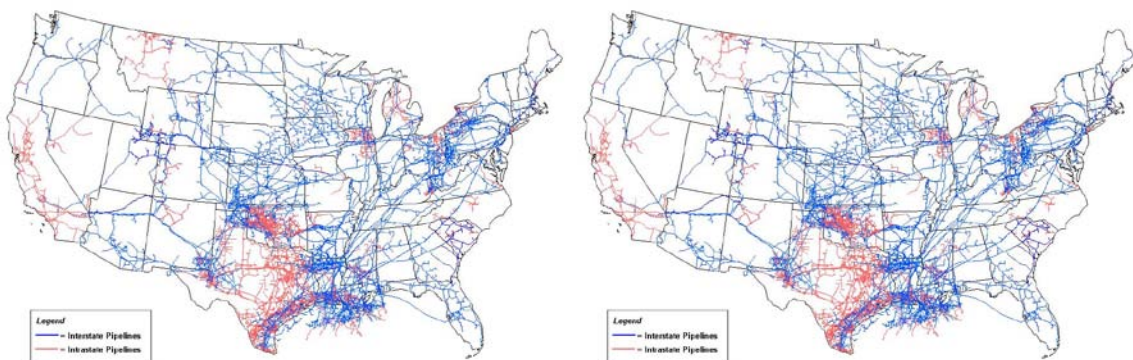 Legend
= Interstate Pipelines
= Intrastate Pipelines
Legend
= Interstate Pipelines
= Intrastate Pipelines